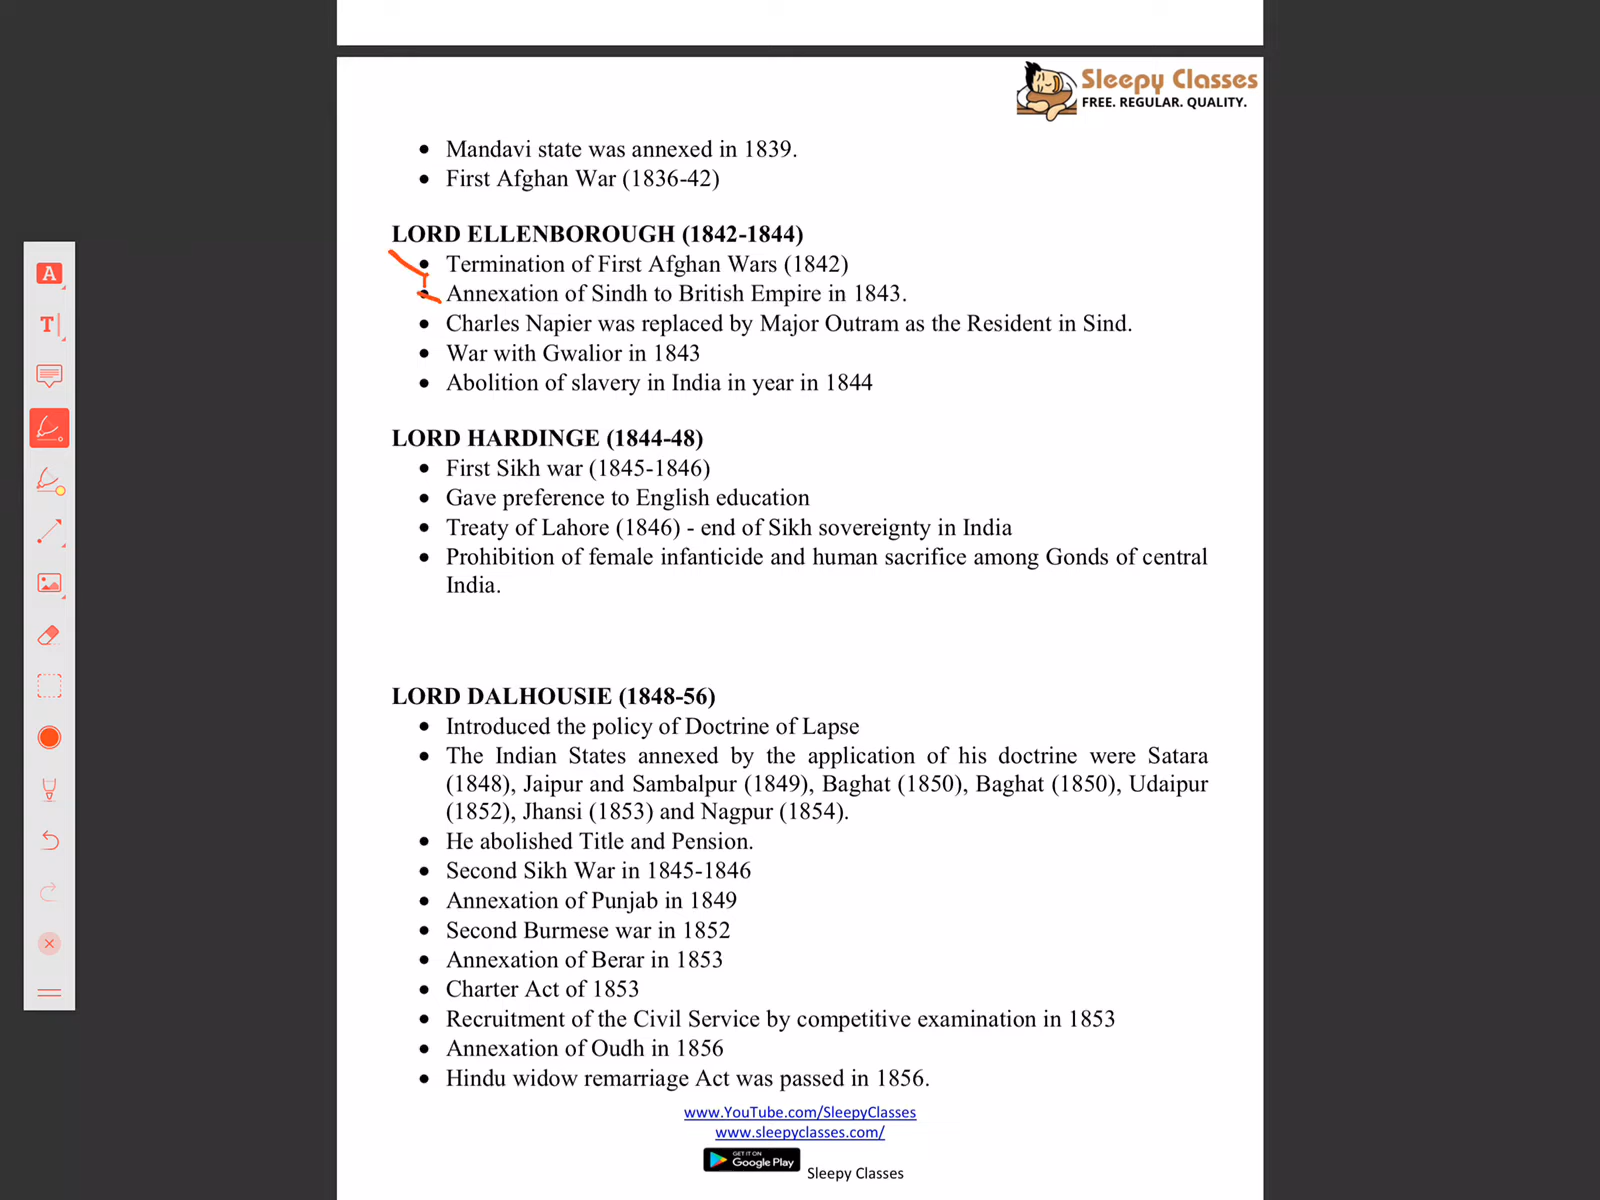 Sleepy Classes
FREE. REGULAR. QUALITY.
• Mandavi state was annexed in 1839.
• First Afghan War (1836-42)
LORD ELLENBOROUGH (1842-1844)
• Termination of First Afghan Wars (1842)
• Annexation of Sindh to British Empire in 1843.
• Charles Napier was replaced by Major Outram as the Resident in Sind.
• War with Gwalior in 1843
• Abolition of slavery in India in year in 1844
LORD HARDINGE (1844-48)
• First Sikh war (1845-1846)
• Gave preference to English education
• Treaty of Lahore (1846) - end of Sikh sovereignty in India
• Prohibition of female infanticide and human sacrifice among Gonds of central
India.
LORD DALHOUSIE (1848-56)
• Introduced the policy of Doctrine of Lapse
• The Indian States annexed by the application of his doctrine were Satara
(1848), Jaipur and Sambalpur (1849), Baghat (1850), Baghat (1850), Udaipur
(1852), Jhansi (1853) and Nagpur (1854).
• He abolished Title and Pension.
• Second Sikh War in 1845-1846
• Annexation of Punjab in 1849
• Second Burmese war in 1852
• Annexation of Berar in 1853
• Charter Act of 1853
• Recruitment of the Civil Service by competitive examination in 1853
• Annexation of Oudh in 1856
• Hindu widow remarriage Act was passed in 1856.
www.YouTube.com/SleepyClasses
www.sleepyclasses.com/
GET IT ON
Google Play
Sleepy Classes
A
T